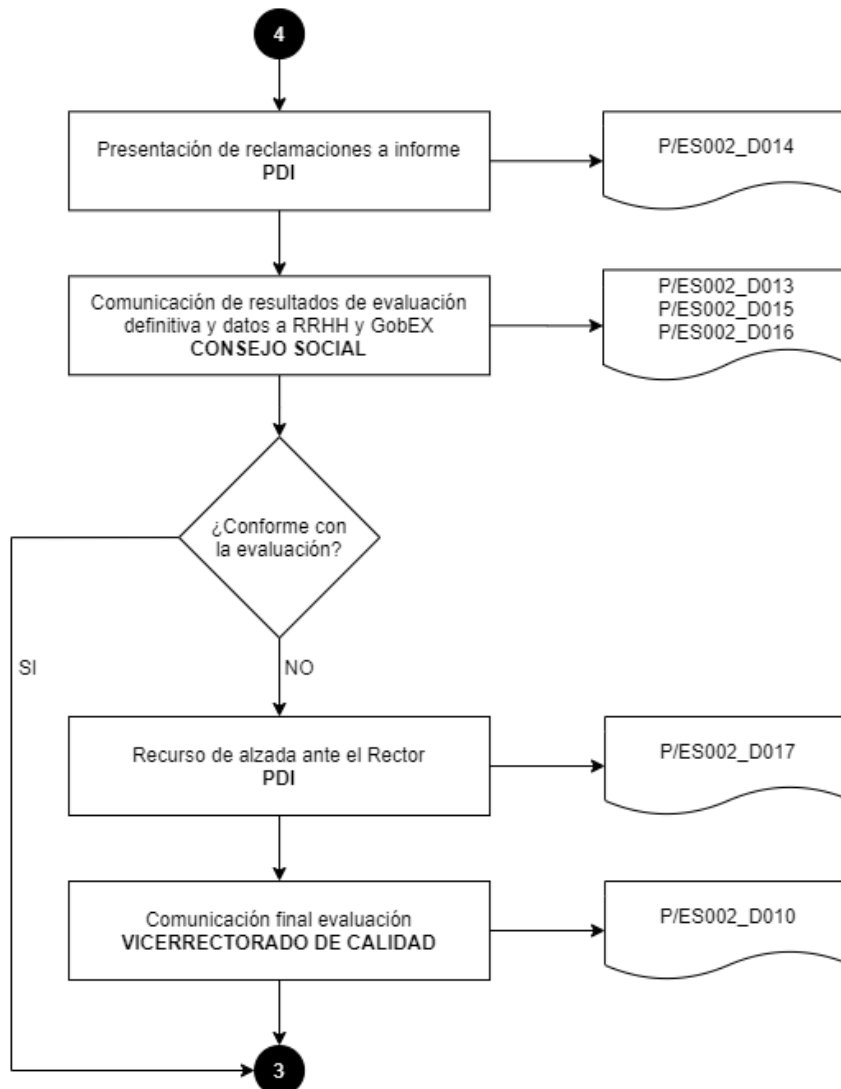 4
Presentación de reclamaciones a informe
PDI
P/ES002_D014
Comunicación de resultados de evaluación
definitiva y datos a RRHH y GobEX
CONSEJO SOCIAL
P/ES002_D013
P/ES002_D015
P/ES002_D016
¿Conforme con
la evaluación?
SI
NO
Recurso de alzada ante el Rector
PDI
P/ES002_D017
Comunicación final evaluación
VICERRECTORADO DE CALIDAD
P/ES002_D010
3